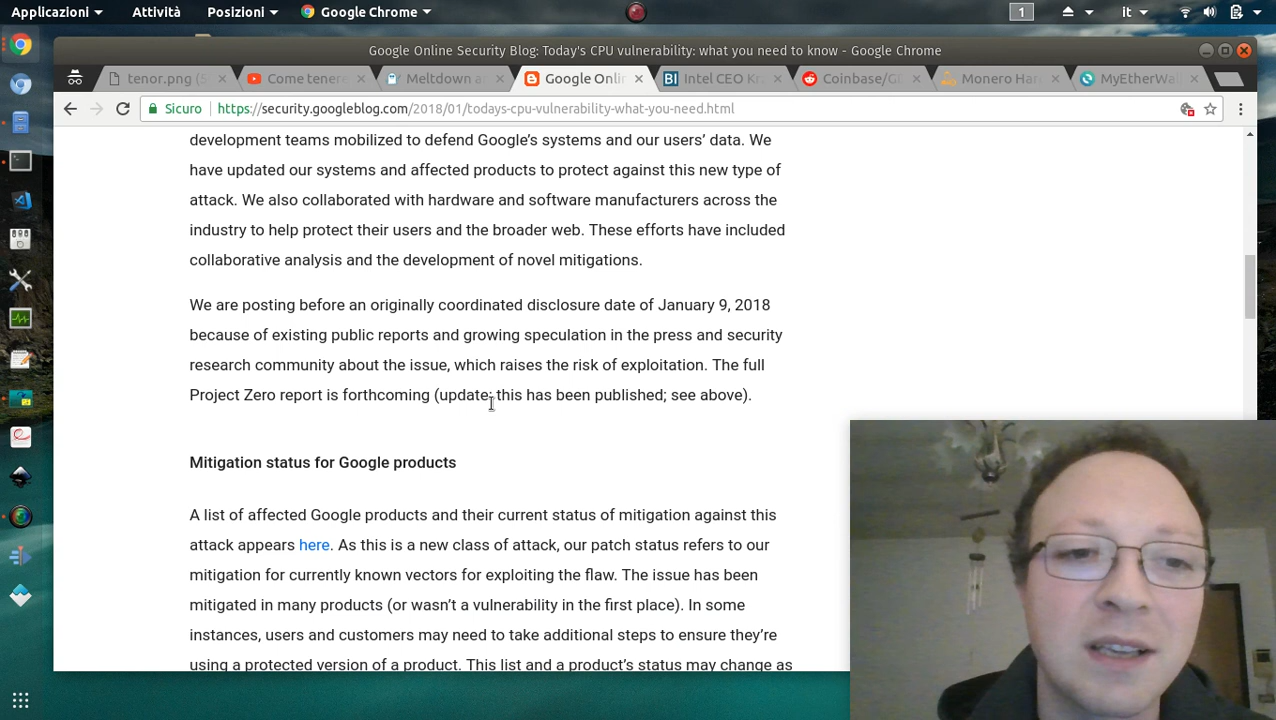 Applicazioni
Attività
Posizioni
Google Chrome
1
it
Google Online Security Blog: Today's CPU vulnerability: what you need to know - Google Chrome
tenor.png (5
Come tenere
Meltdown a
Google Onli
BI Intel CEO Kr
Coinbase/G
Monero Har
MyEtherWal
Sicuro
https://security.googleblog.com/2018/01/todays-cpu-vulnerability-what-you-need.html
development teams mobilized to defend Google's systems and our users' data. We
have updated our systems and affected products to protect against this new type of
attack. We also collaborated with hardware and software manufacturers across the
industry to help protect their users and the broader web. These efforts have included
collaborative analysis and the development of novel mitigations.
We are posting before an originally coordinated disclosure date of January 9, 2018
because of existing public reports and growing speculation in the press and security
research community about the issue, which raises the risk of exploitation. The full
Project Zero report is forthcoming (update; this has been published; see above).
Mitigation status for Google products
A list of affected Google products and their current status of mitigation against this
attack appears here. As this is a new class of attack, our patch status refers to our
mitigation for currently known vectors for exploiting the flaw. The issue has been
mitigated in many products (or wasn't a vulnerability in the first place). In some
instances, users and customers may need to take additional steps to ensure they're
using a protected version of a product. This list and a product's status may change as